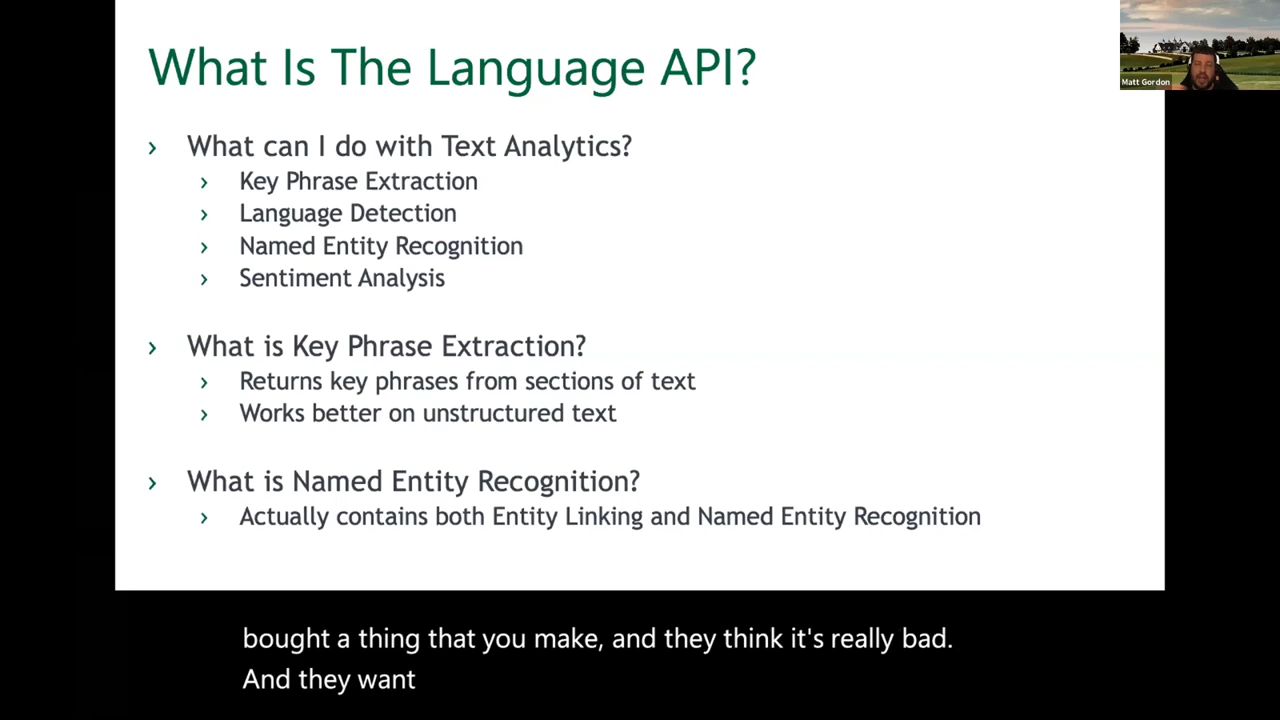 What Is The Language API?
Matt Gordon
› What can I do with Text Analytics?
› Key Phrase Extraction
› Language Detection
› Named Entity Recognition
› Sentiment Analysis
› What is Key Phrase Extraction?
› Returns key phrases from sections of text
› Works better on unstructured text
› What is Named Entity Recognition?
› Actually contains both Entity Linking and Named Entity Recognition
bought a thing that you make, and they think it's really bad.
And they want